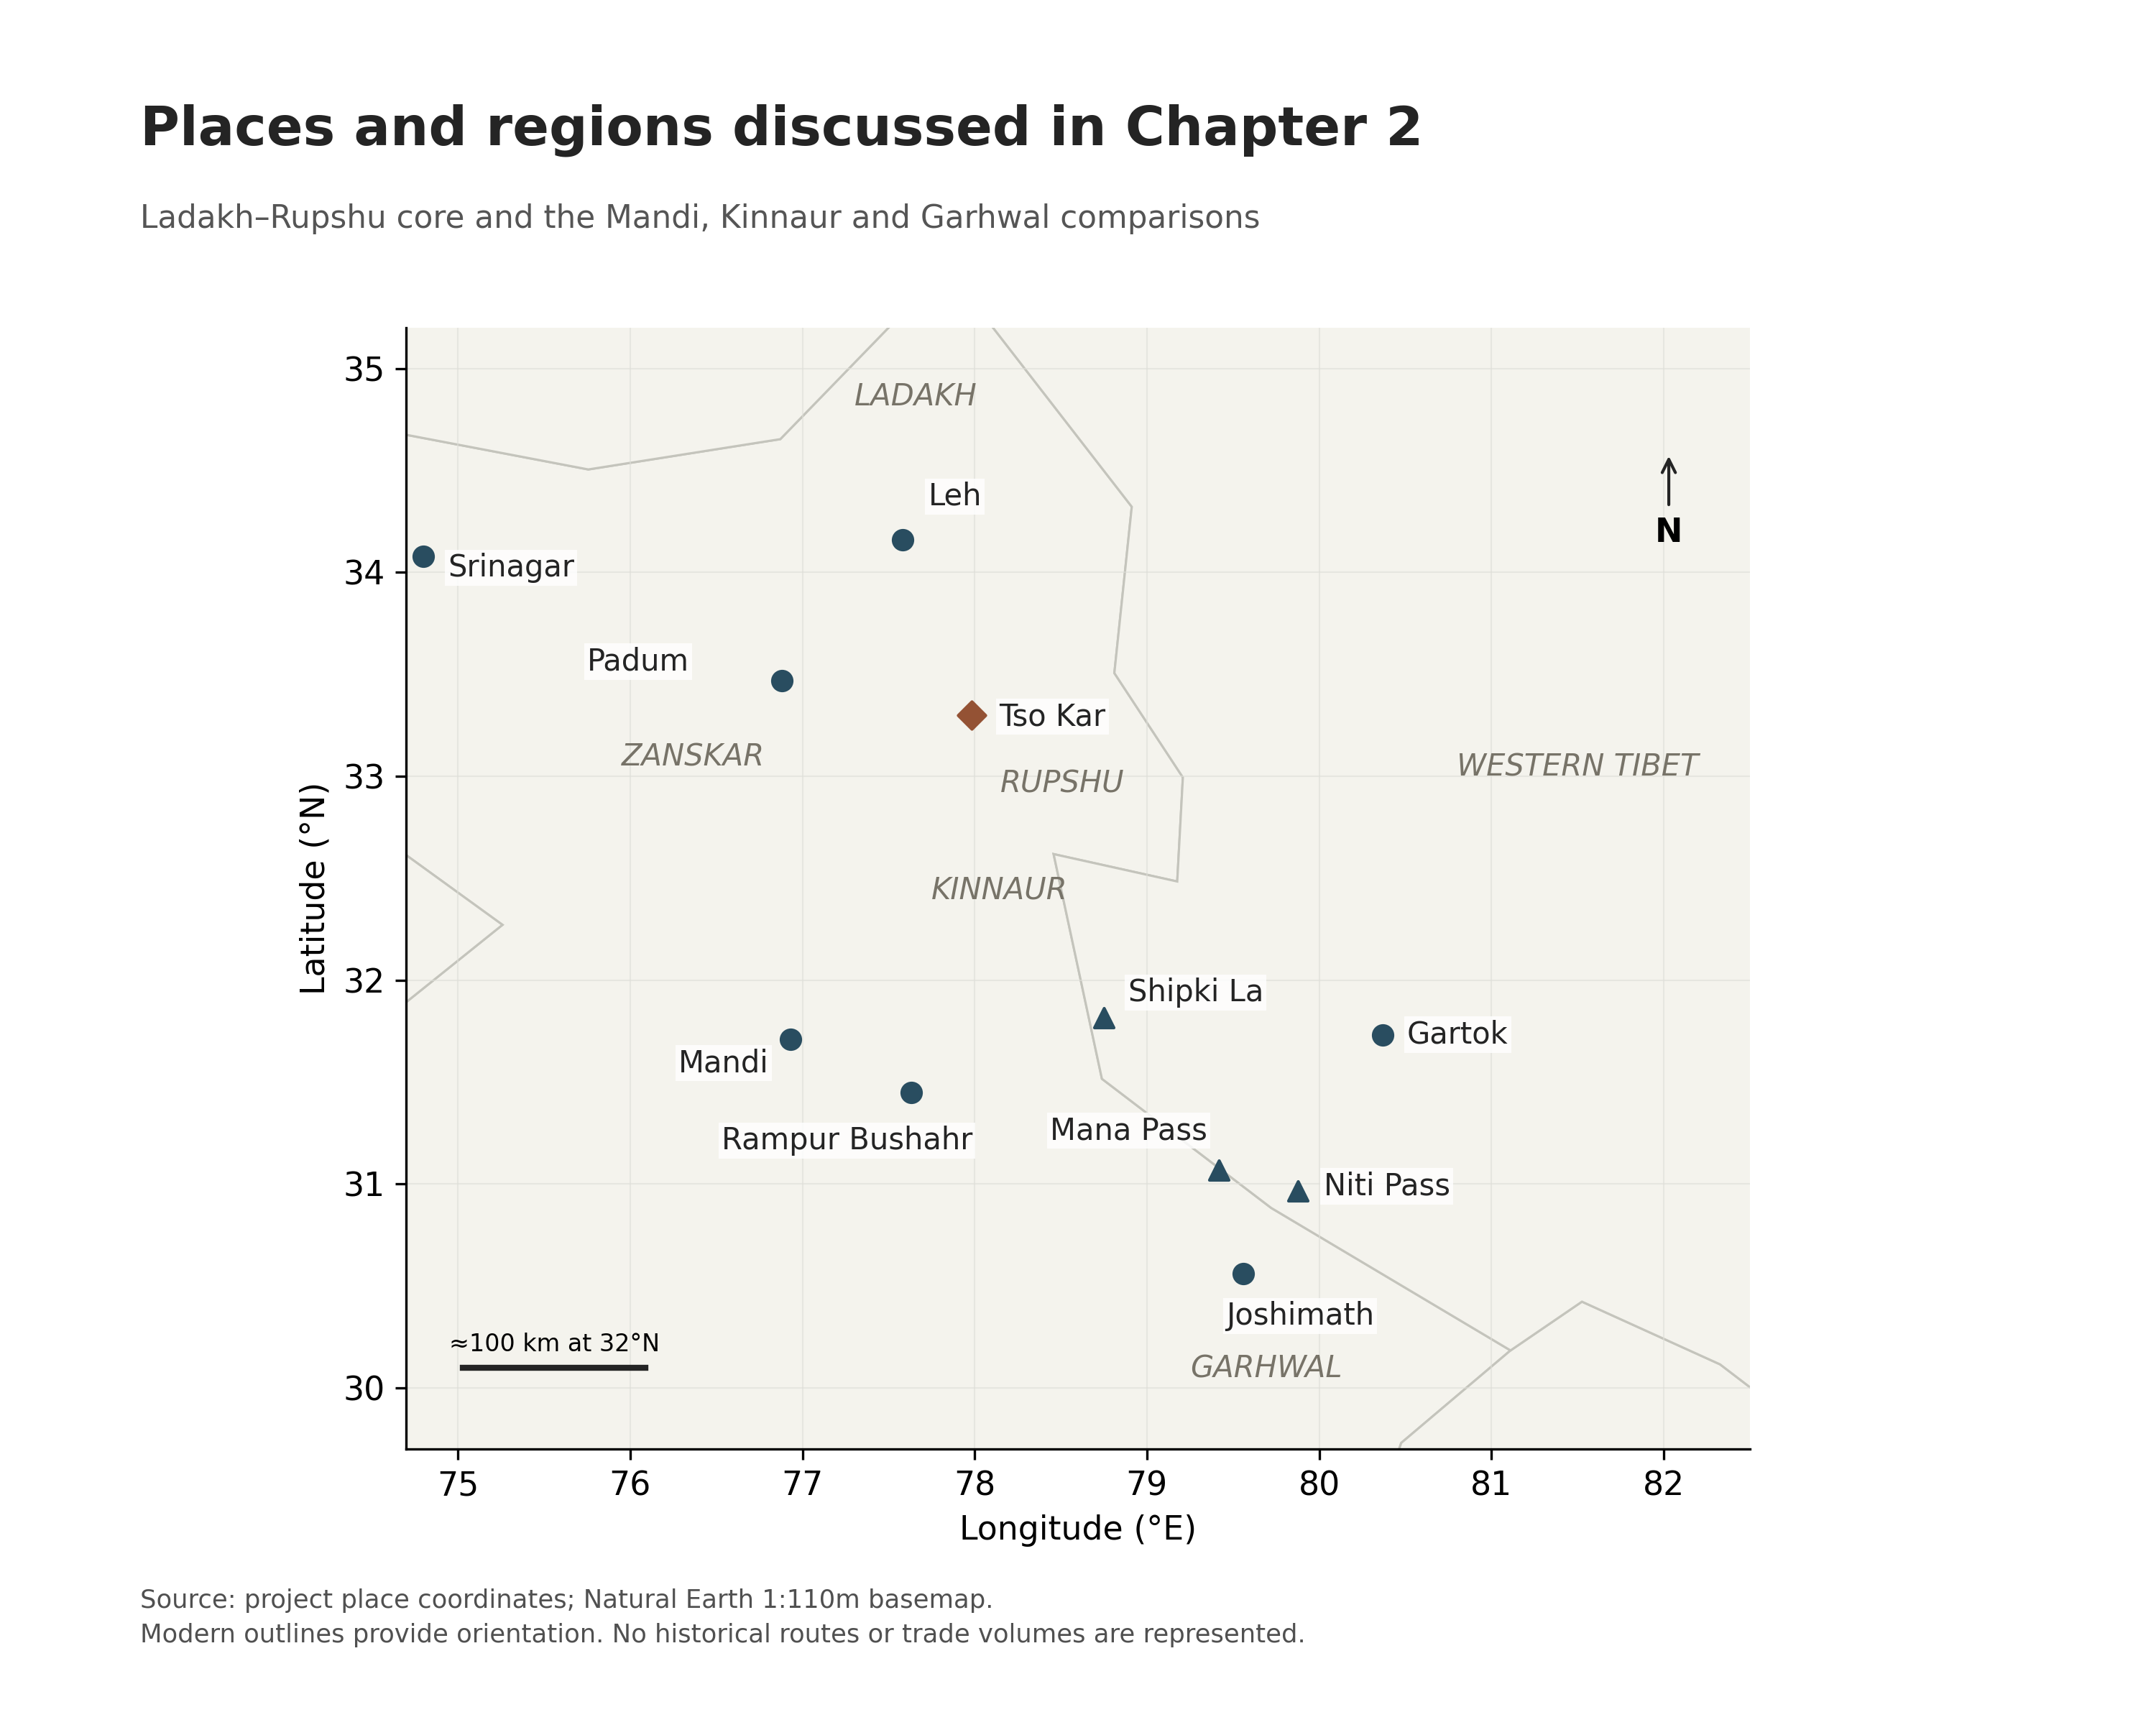 Places and regions discussed in Chapter 2
Ladakh–Rupshu core and the Mandi, Kinnaur and Garhwal comparisons
35
LADAKH
Leh
N
34
Srinagar
Padum
Tso Kar
ZANSKAR
WESTERN TIBET
33
RUPSHU
Latitude (°N)
KINNAUR
32
Shipki La
Gartok
Mandi
Mana Pass
Rampur Bushahr
31
Niti Pass
Joshimath
≈100 km at 32°N
GARHWAL
30
75 76 77 78 79 80 81 82
Longitude (°E)
Source: project place coordinates; Natural Earth 1:110m basemap.
Modern outlines provide orientation. No historical routes or trade volumes are represented.